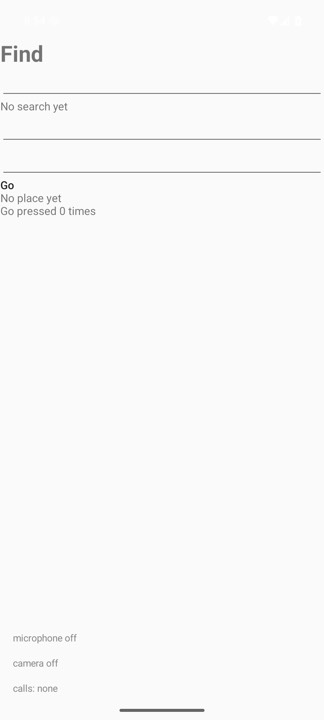 Find
No search yet
Go
No place yet
Go pressed 0 times
microphone off
camera off
calls: none